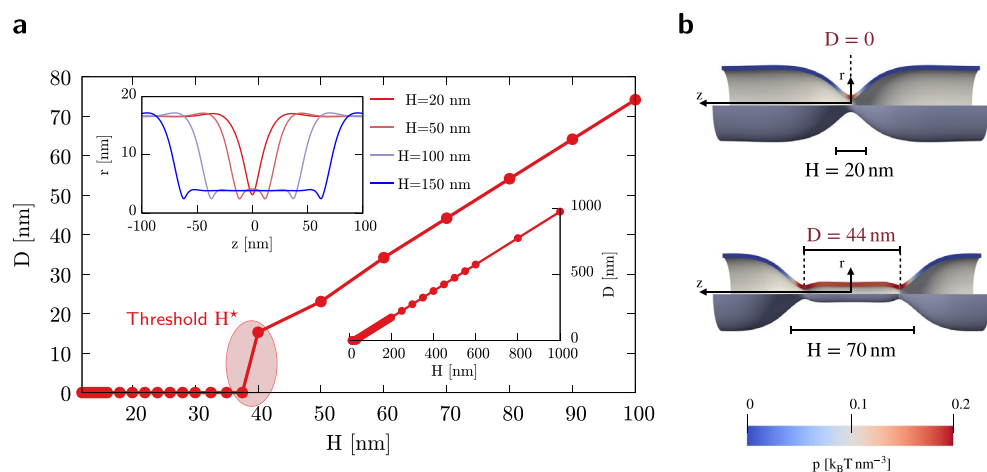 a
80
70
60
50
40
30
20
10
0
D [nm]
20
30
40
50
60
70
80
90
100
H [nm]
Threshold H⋆
20
10
0
r [nm]
-100
-50
0
50
100
z [nm]
H=20 nm
H=50 nm
H=100 nm
H=150 nm
1000
500
0
D [nm]
0
200
400
600
800
1000
H [nm]
b
D = 0
r
z
H = 20 nm
D = 44 nm
r
z
H = 70 nm
0
0.1
0.2
p [kBT nm⁻³]